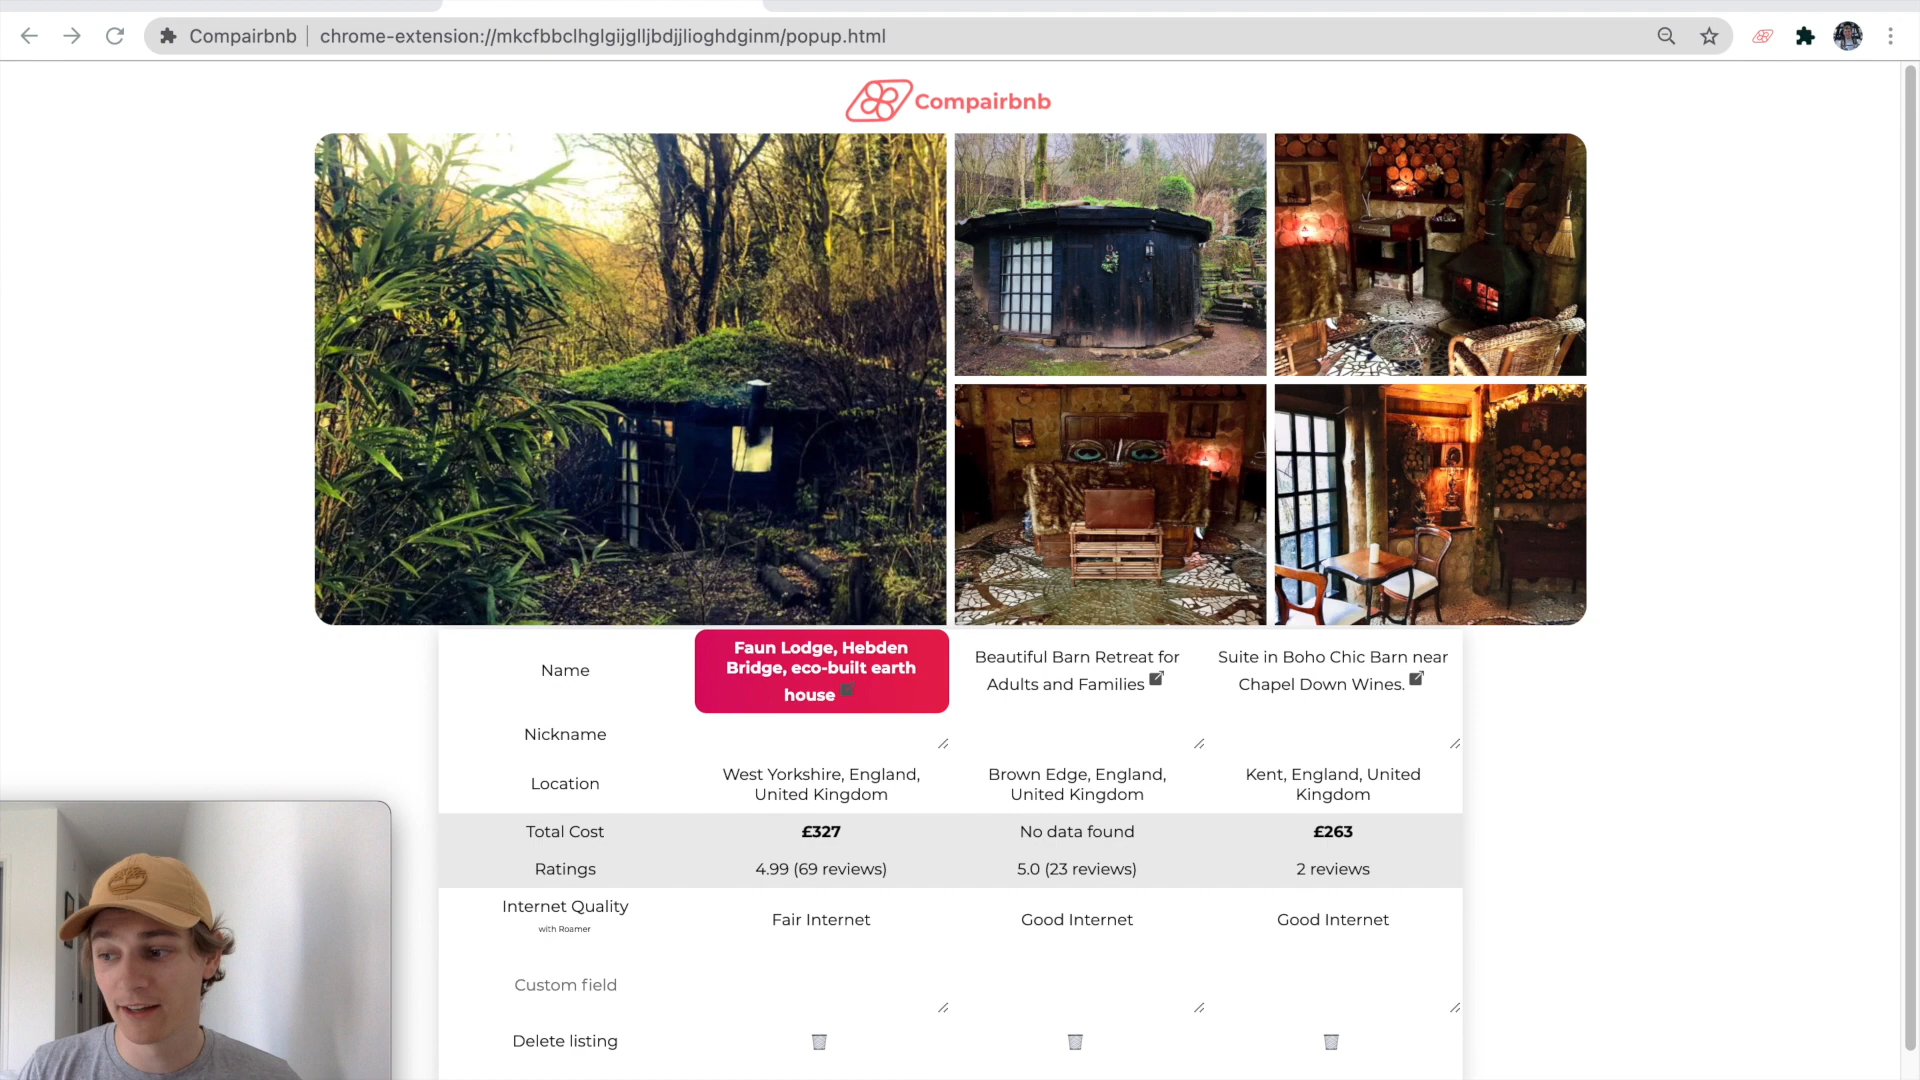 Compairbnb
chrome-extension://mkcfbbclhglgijglljbdjjlioghdginm/popup.html
Compairbnb
Name
Faun Lodge, Hebden
Bridge, eco-built earth
house
Beautiful Barn Retreat for
Adults and Families
Suite in Boho Chic Barn near
Chapel Down Wines.
Nickname
Location
West Yorkshire, England,
United Kingdom
Brown Edge, England,
United Kingdom
Kent, England, United
Kingdom
Total Cost
£327
No data found
£263
Ratings
4.99 (69 reviews)
5.0 (23 reviews)
2 reviews
Internet Quality
with Roamer
Fair Internet
Good Internet
Good Internet
Custom field
Delete listing